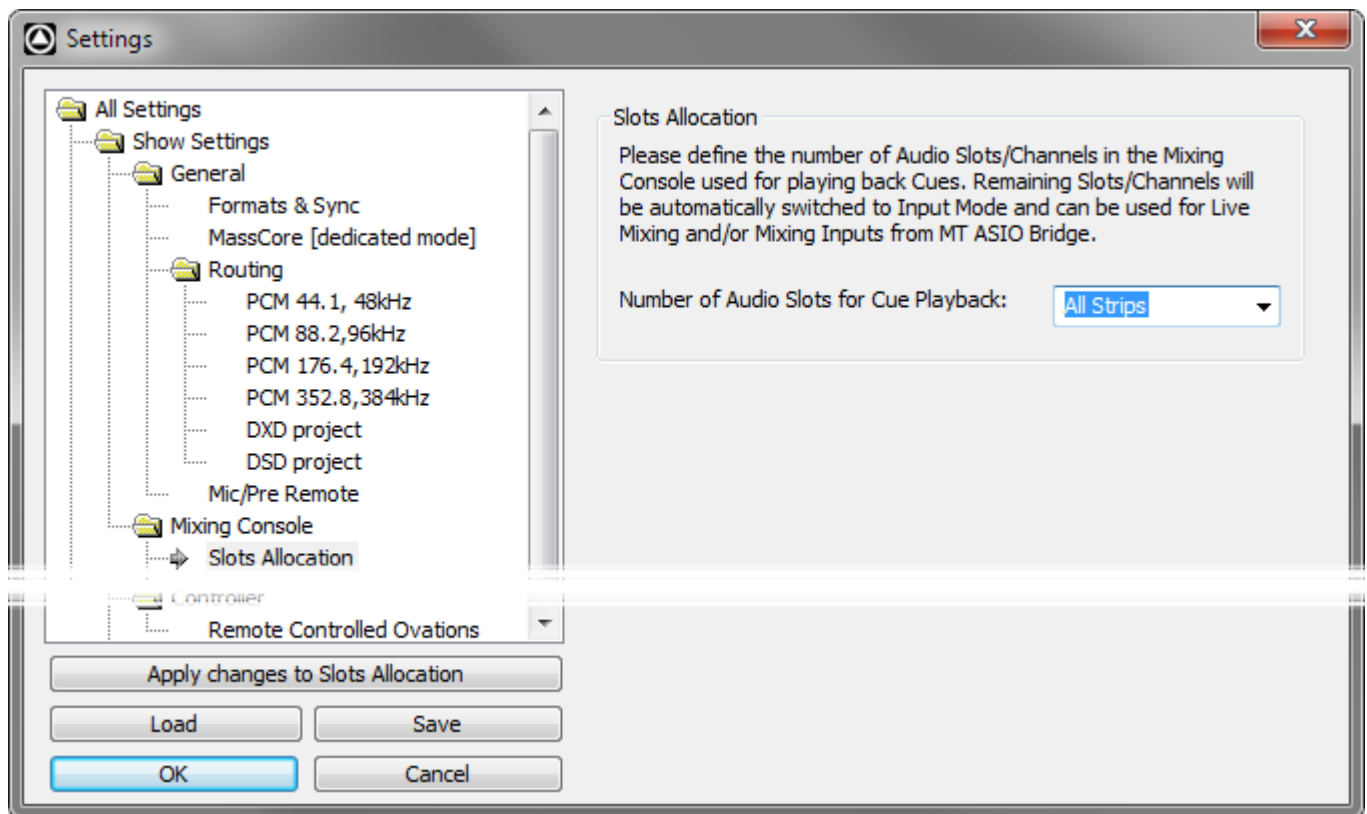 Settings
All Settings
Show Settings
General
Formats & Sync
MassCore [dedicated mode]
Routing
PCM 44.1, 48kHz
PCM 88.2,96kHz
PCM 176.4,192kHz
PCM 352.8,384kHz
DXD project
DSD project
Mic/Pre Remote
Mixing Console
Slots Allocation
Controller
Remote Controlled Ovations
Apply changes to Slots Allocation
Load
Save
OK
Cancel
Slots Allocation
Please define the number of Audio Slots/Channels in the Mixing
Console used for playing back Cues. Remaining Slots/Channels will
be automatically switched to Input Mode and can be used for Live
Mixing and/or Mixing Inputs from MT ASIO Bridge.
Number of Audio Slots for Cue Playback:
All Strips